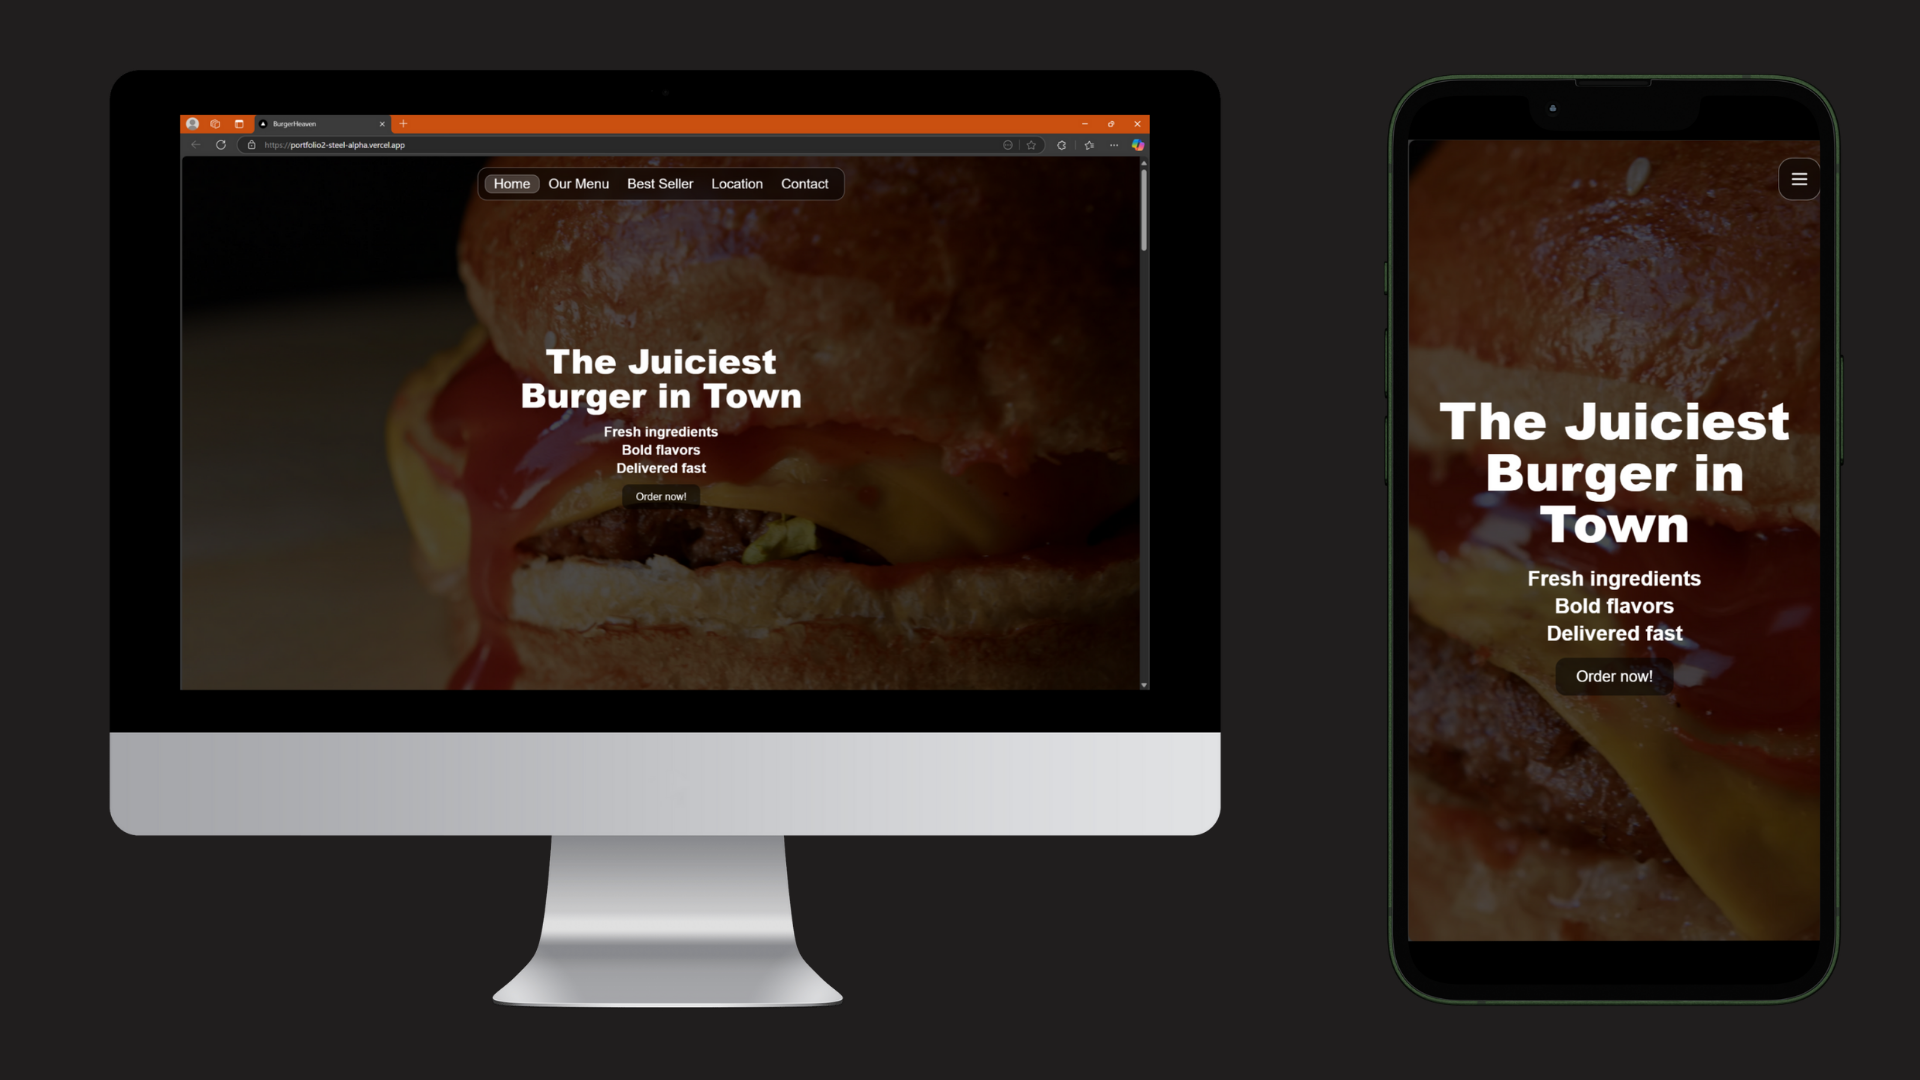 BurgerHeaven
https://portfolio2-steel-alpha.vercel.app
Home Our Menu Best Seller Location Contact
The Juiciest
Burger in Town
Fresh ingredients
Bold flavors
Delivered fast
Order now!
The Juiciest
Burger in
Town
Fresh ingredients
Bold flavors
Delivered fast
Order now!